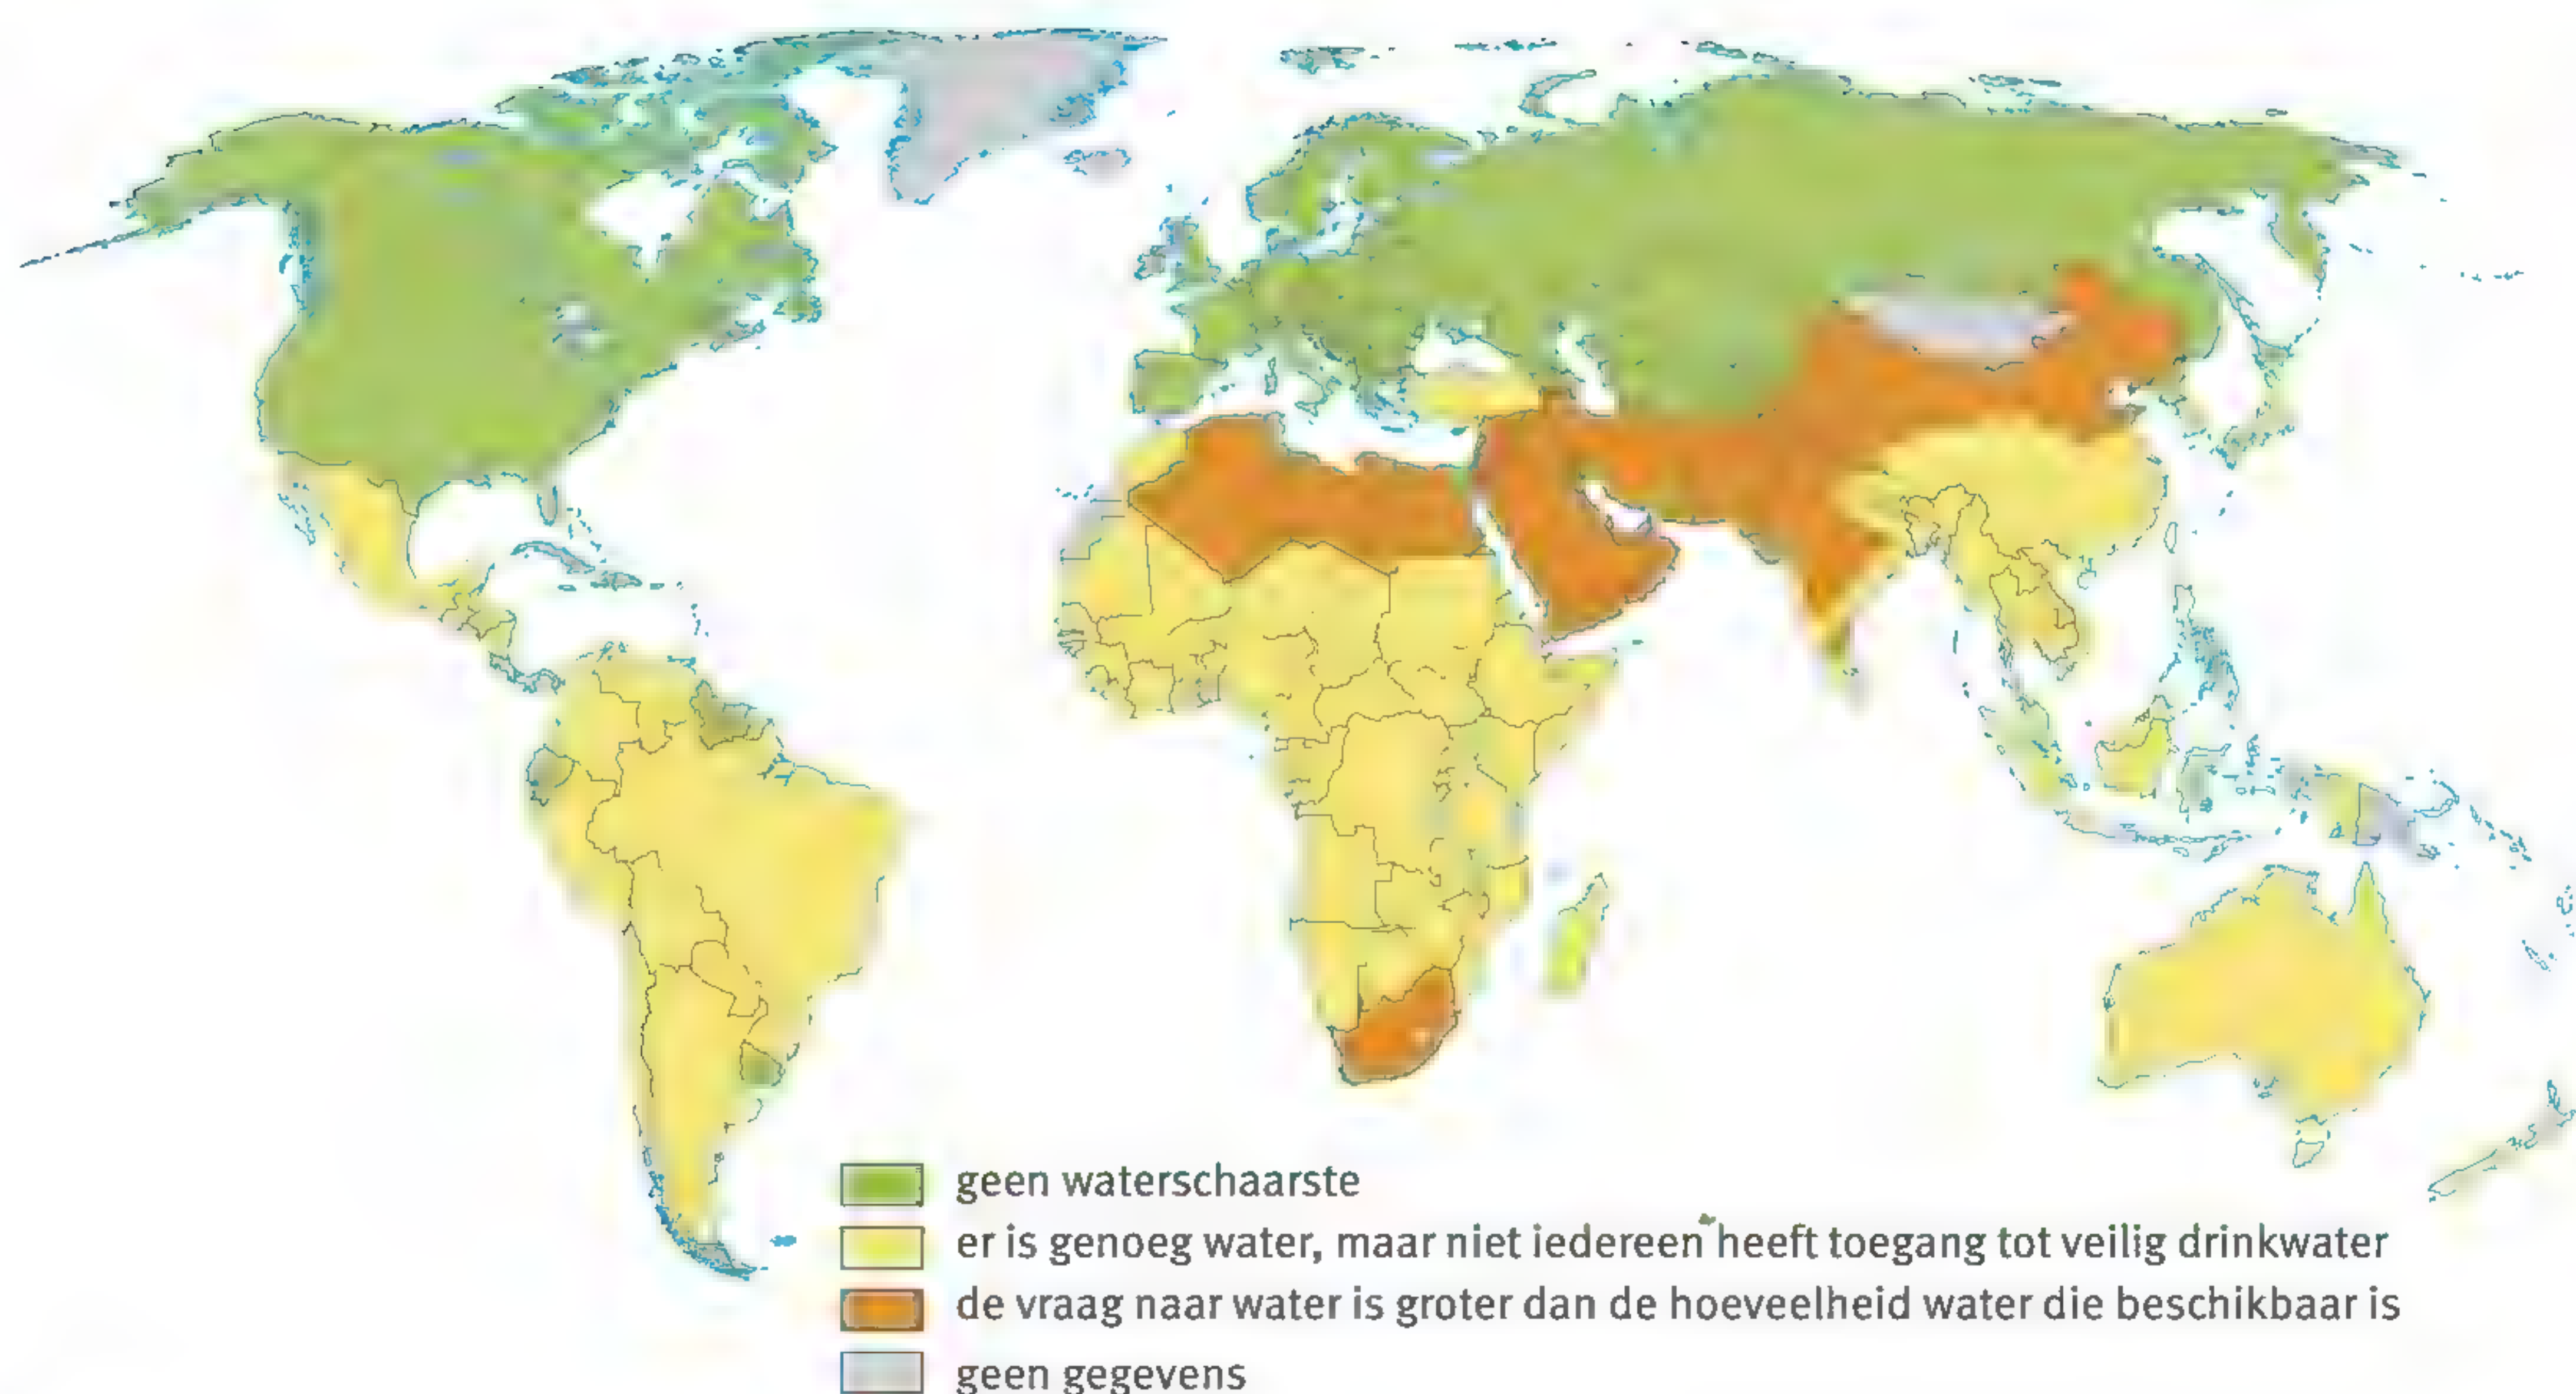 geen waterschaarste
er is genoeg water, maar niet iedereen heeft toegang tot veilig drinkwater
de vraag naar water is groter dan de hoeveelheid water die beschikbaar is
geen gegevens